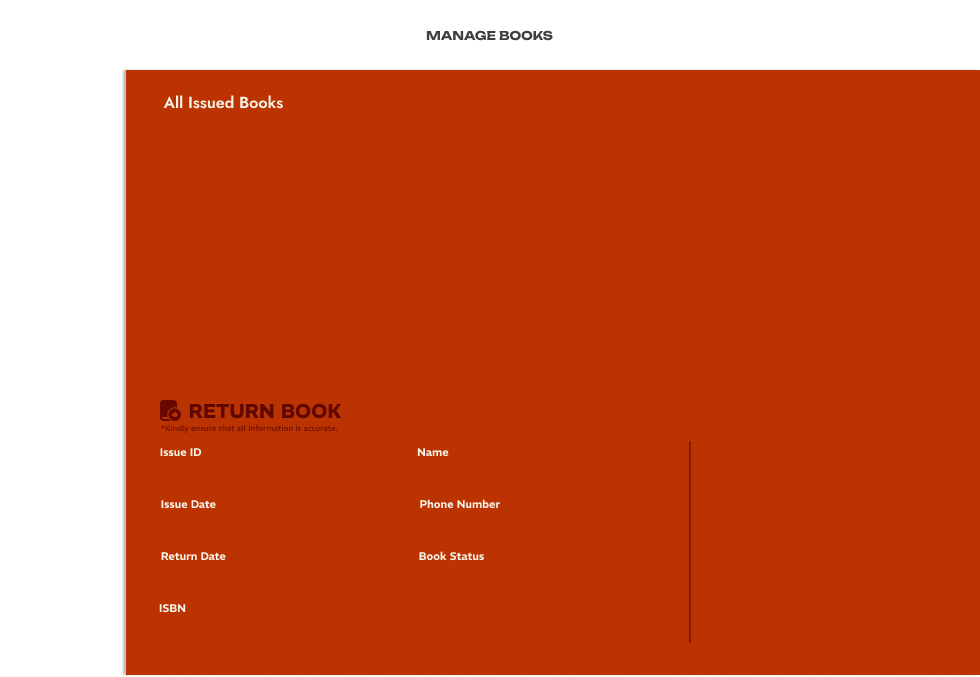 MANAGE BOOKS
All Issued Books
RETURN BOOK
*Kindly ensure that all information is accurate.
Issue ID
Name
Issue Date
Phone Number
Return Date
Book Status
ISBN